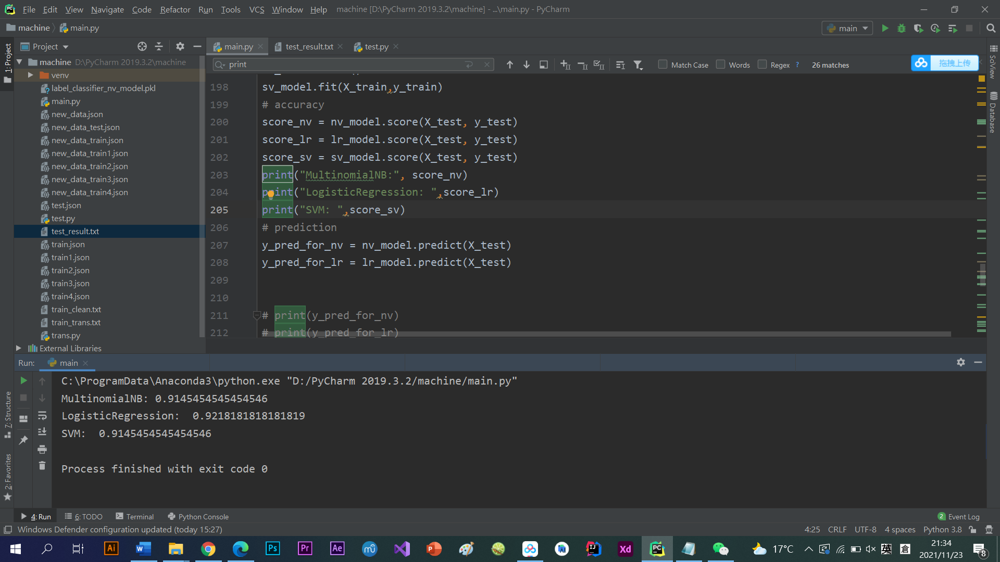 File Edit View Navigate Code Refactor Run Tools VCS Window Help machine [D:\PyCharm 2019.3.2\machine] - ...\main.py - PyCharm
machine main.py main
1: Project
Project
main.py test_result.txt test.py
print Match Case Words Regex ? 26 matches
拖拽上传
SciView
Database
machine D:\PyCharm 2019.3.2\machine
venv
label_classifier_nv_model.pkl
main.py
new_data.json
new_data_test.json
new_data_train.json
new_data_train1.json
new_data_train2.json
new_data_train3.json
new_data_train4.json
test.json
test.py
test_result.txt
train.json
train1.json
train2.json
train3.json
train4.json
train_clean.txt
train_trans.txt
trans.py
External Libraries
198 sv_model.fit(X_train,y_train)
199 # accuracy
200 score_nv = nv_model.score(X_test, y_test)
201 score_lr = lr_model.score(X_test, y_test)
202 score_sv = sv_model.score(X_test, y_test)
203 print("MultinomialNB:", score_nv)
204 print("LogisticRegression: ",score_lr)
205 print("SVM: ",score_sv)
206 # prediction
207 y_pred_for_nv = nv_model.predict(X_test)
208 y_pred_for_lr = lr_model.predict(X_test)
209
210
211 # print(y_pred_for_nv)
212 # print(y_pred_for_lr)
Run: main
C:\ProgramData\Anaconda3\python.exe "D:/PyCharm 2019.3.2/machine/main.py"
MultinomialNB: 0.9145454545454546
LogisticRegression:  0.9218181818181819
SVM:  0.9145454545454546
Process finished with exit code 0
7: Structure
2: Favorites
4: Run 6: TODO Terminal Python Console 2 Event Log
Windows Defender configuration updated (today 15:27) 4:25 CRLF UTF-8 4 spaces Python 3.8
Ai W Ps Pr Ae P IJ Xd PC 17°C 英 倉 21:34
2021/11/23 8